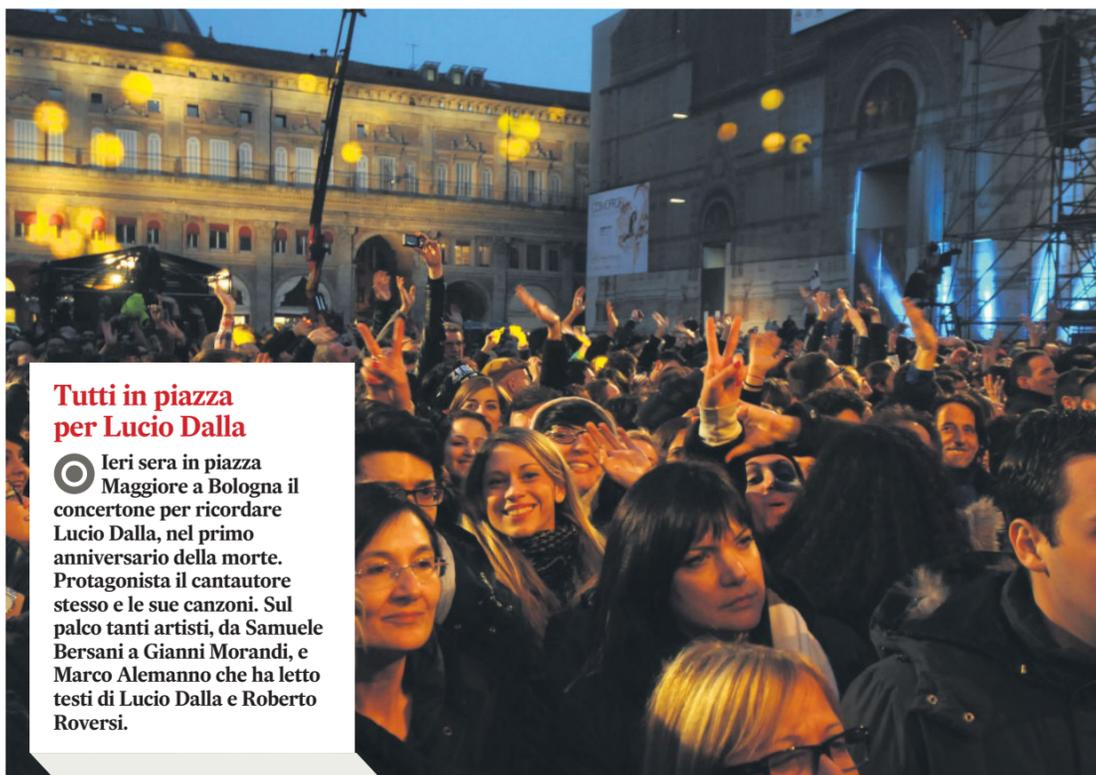 Tutti in piazza
per Lucio Dalla
Ieri sera in piazza
Maggiore a Bologna il
concertone per ricordare
Lucio Dalla, nel primo
anniversario della morte.
Protagonista il cantautore
stesso e le sue canzoni. Sul
palco tanti artisti, da Samuele
Bersani a Gianni Morandi, e
Marco Alemanno che ha letto
testi di Lucio Dalla e Roberto
Roversi.